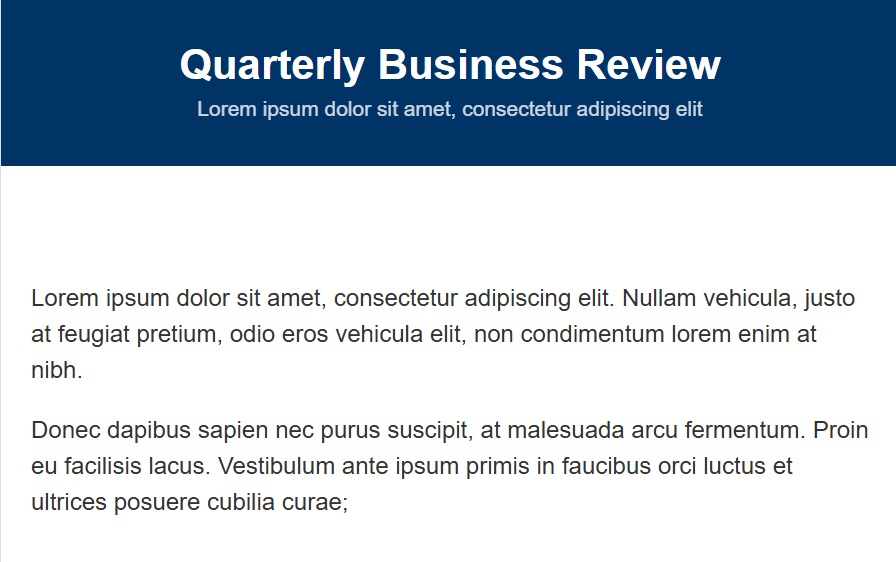 Quarterly Business Review
Lorem ipsum dolor sit amet, consectetur adipiscing elit
Lorem ipsum dolor sit amet, consectetur adipiscing elit. Nullam vehicula, justo
at feugiat pretium, odio eros vehicula elit, non condimentum lorem enim at
nibh.
Donec dapibus sapien nec purus suscipit, at malesuada arcu fermentum. Proin
eu facilisis lacus. Vestibulum ante ipsum primis in faucibus orci luctus et
ultrices posuere cubilia curae;